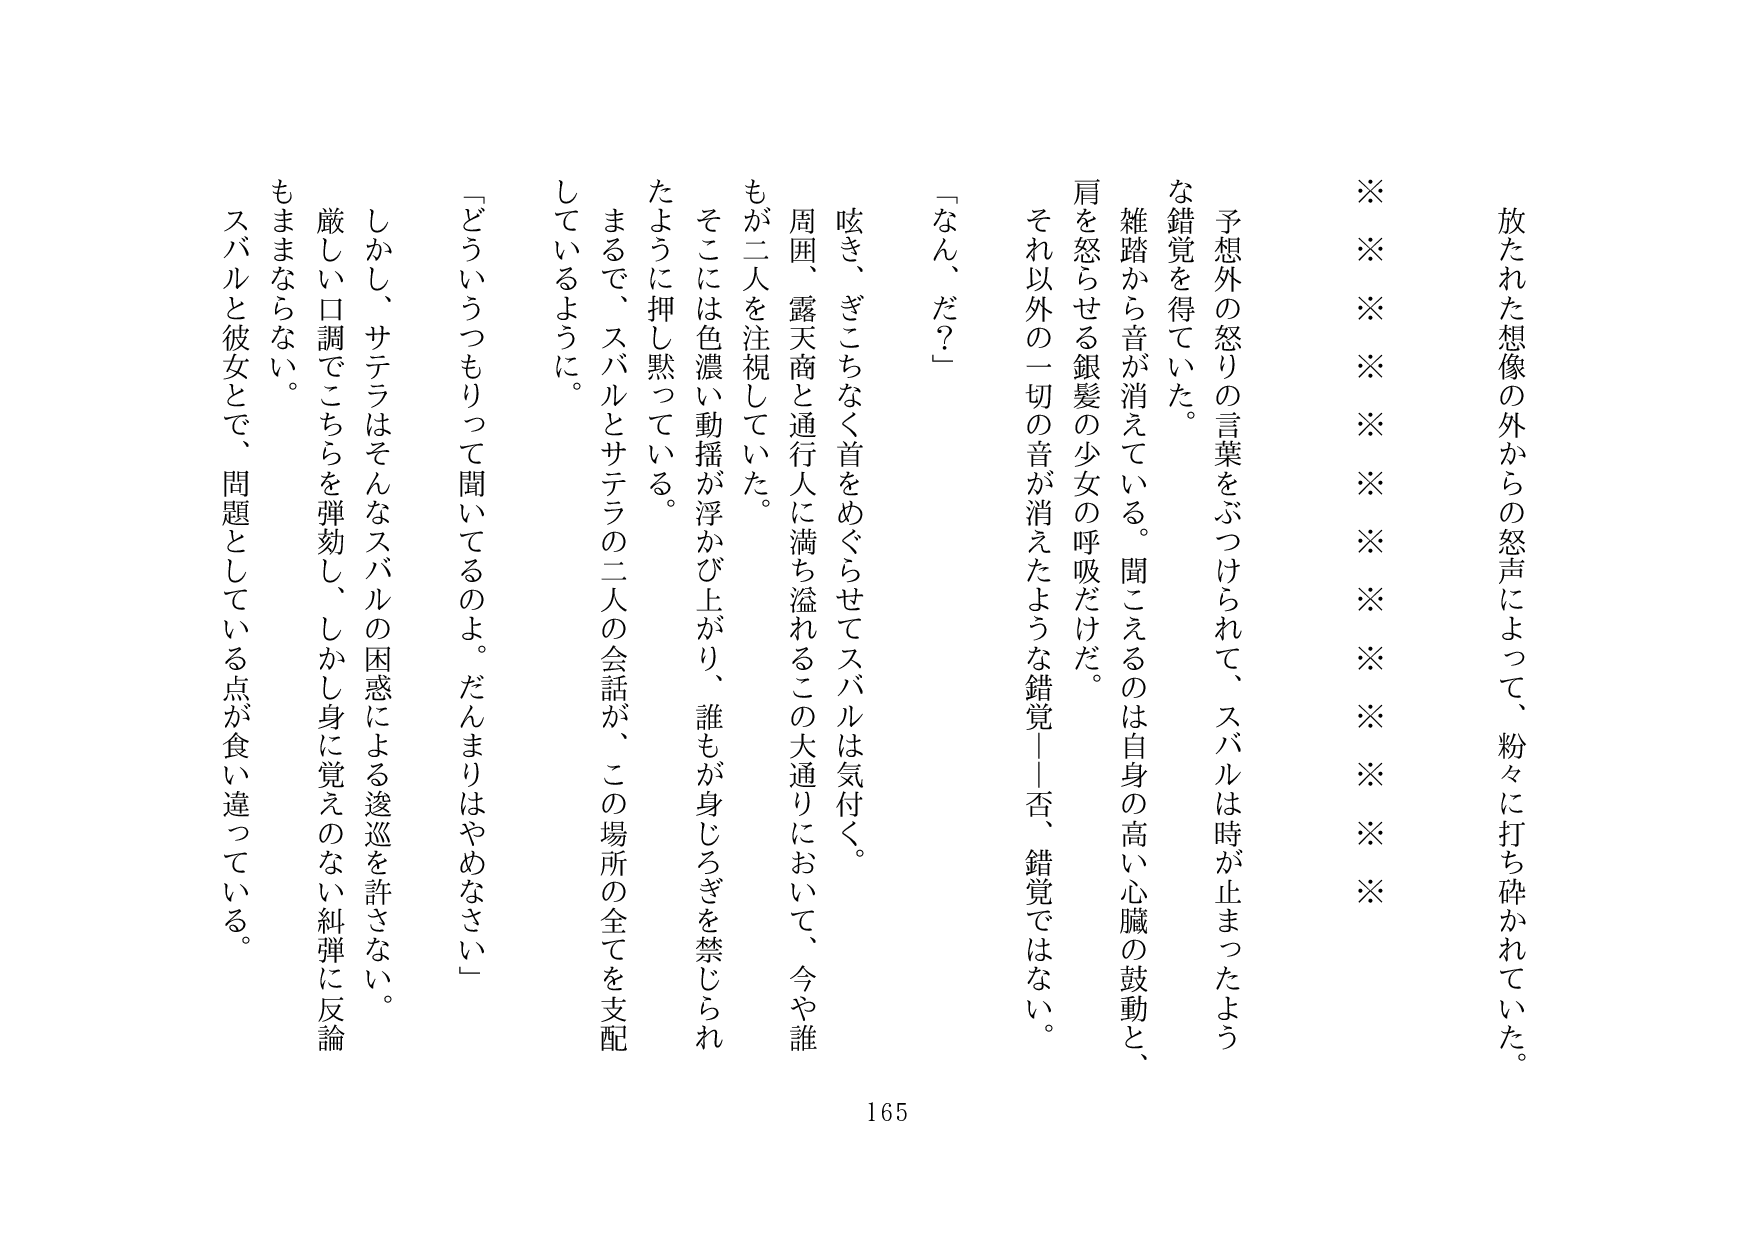 放たれた想像の外からの怒声によって、粉々に打ち砕かれていた。
※　※　※　※　※　※　※　※　※　※　※　※　※
予想外の怒りの言葉をぶつけられて、スバルは時が止まったよう
な錯覚を得ていた。
雑踏から音が消えている。聞こえるのは自身の高い心臓の鼓動と、
肩を怒らせる銀髪の少女の呼吸だけだ。
それ以外の一切の音が消えたような錯覚――否、錯覚ではない。
「なん、だ？」
呟き、ぎこちなく首をめぐらせてスバルは気付く。
周囲、露天商と通行人に満ち溢れるこの大通りにおいて、今や誰
もが二人を注視していた。
そこには色濃い動揺が浮かび上がり、誰もが身じろぎを禁じられ
たように押し黙っている。
まるで、スバルとサテラの二人の会話が、この場所の全てを支配
しているように。
「どういうつもりって聞いてるのよ。だんまりはやめなさい」
しかし、サテラはそんなスバルの困惑による逡巡を許さない。
厳しい口調でこちらを弾劾し、しかし身に覚えのない糾弾に反論
もままならない。
スバルと彼女とで、問題としている点が食い違っている。
165